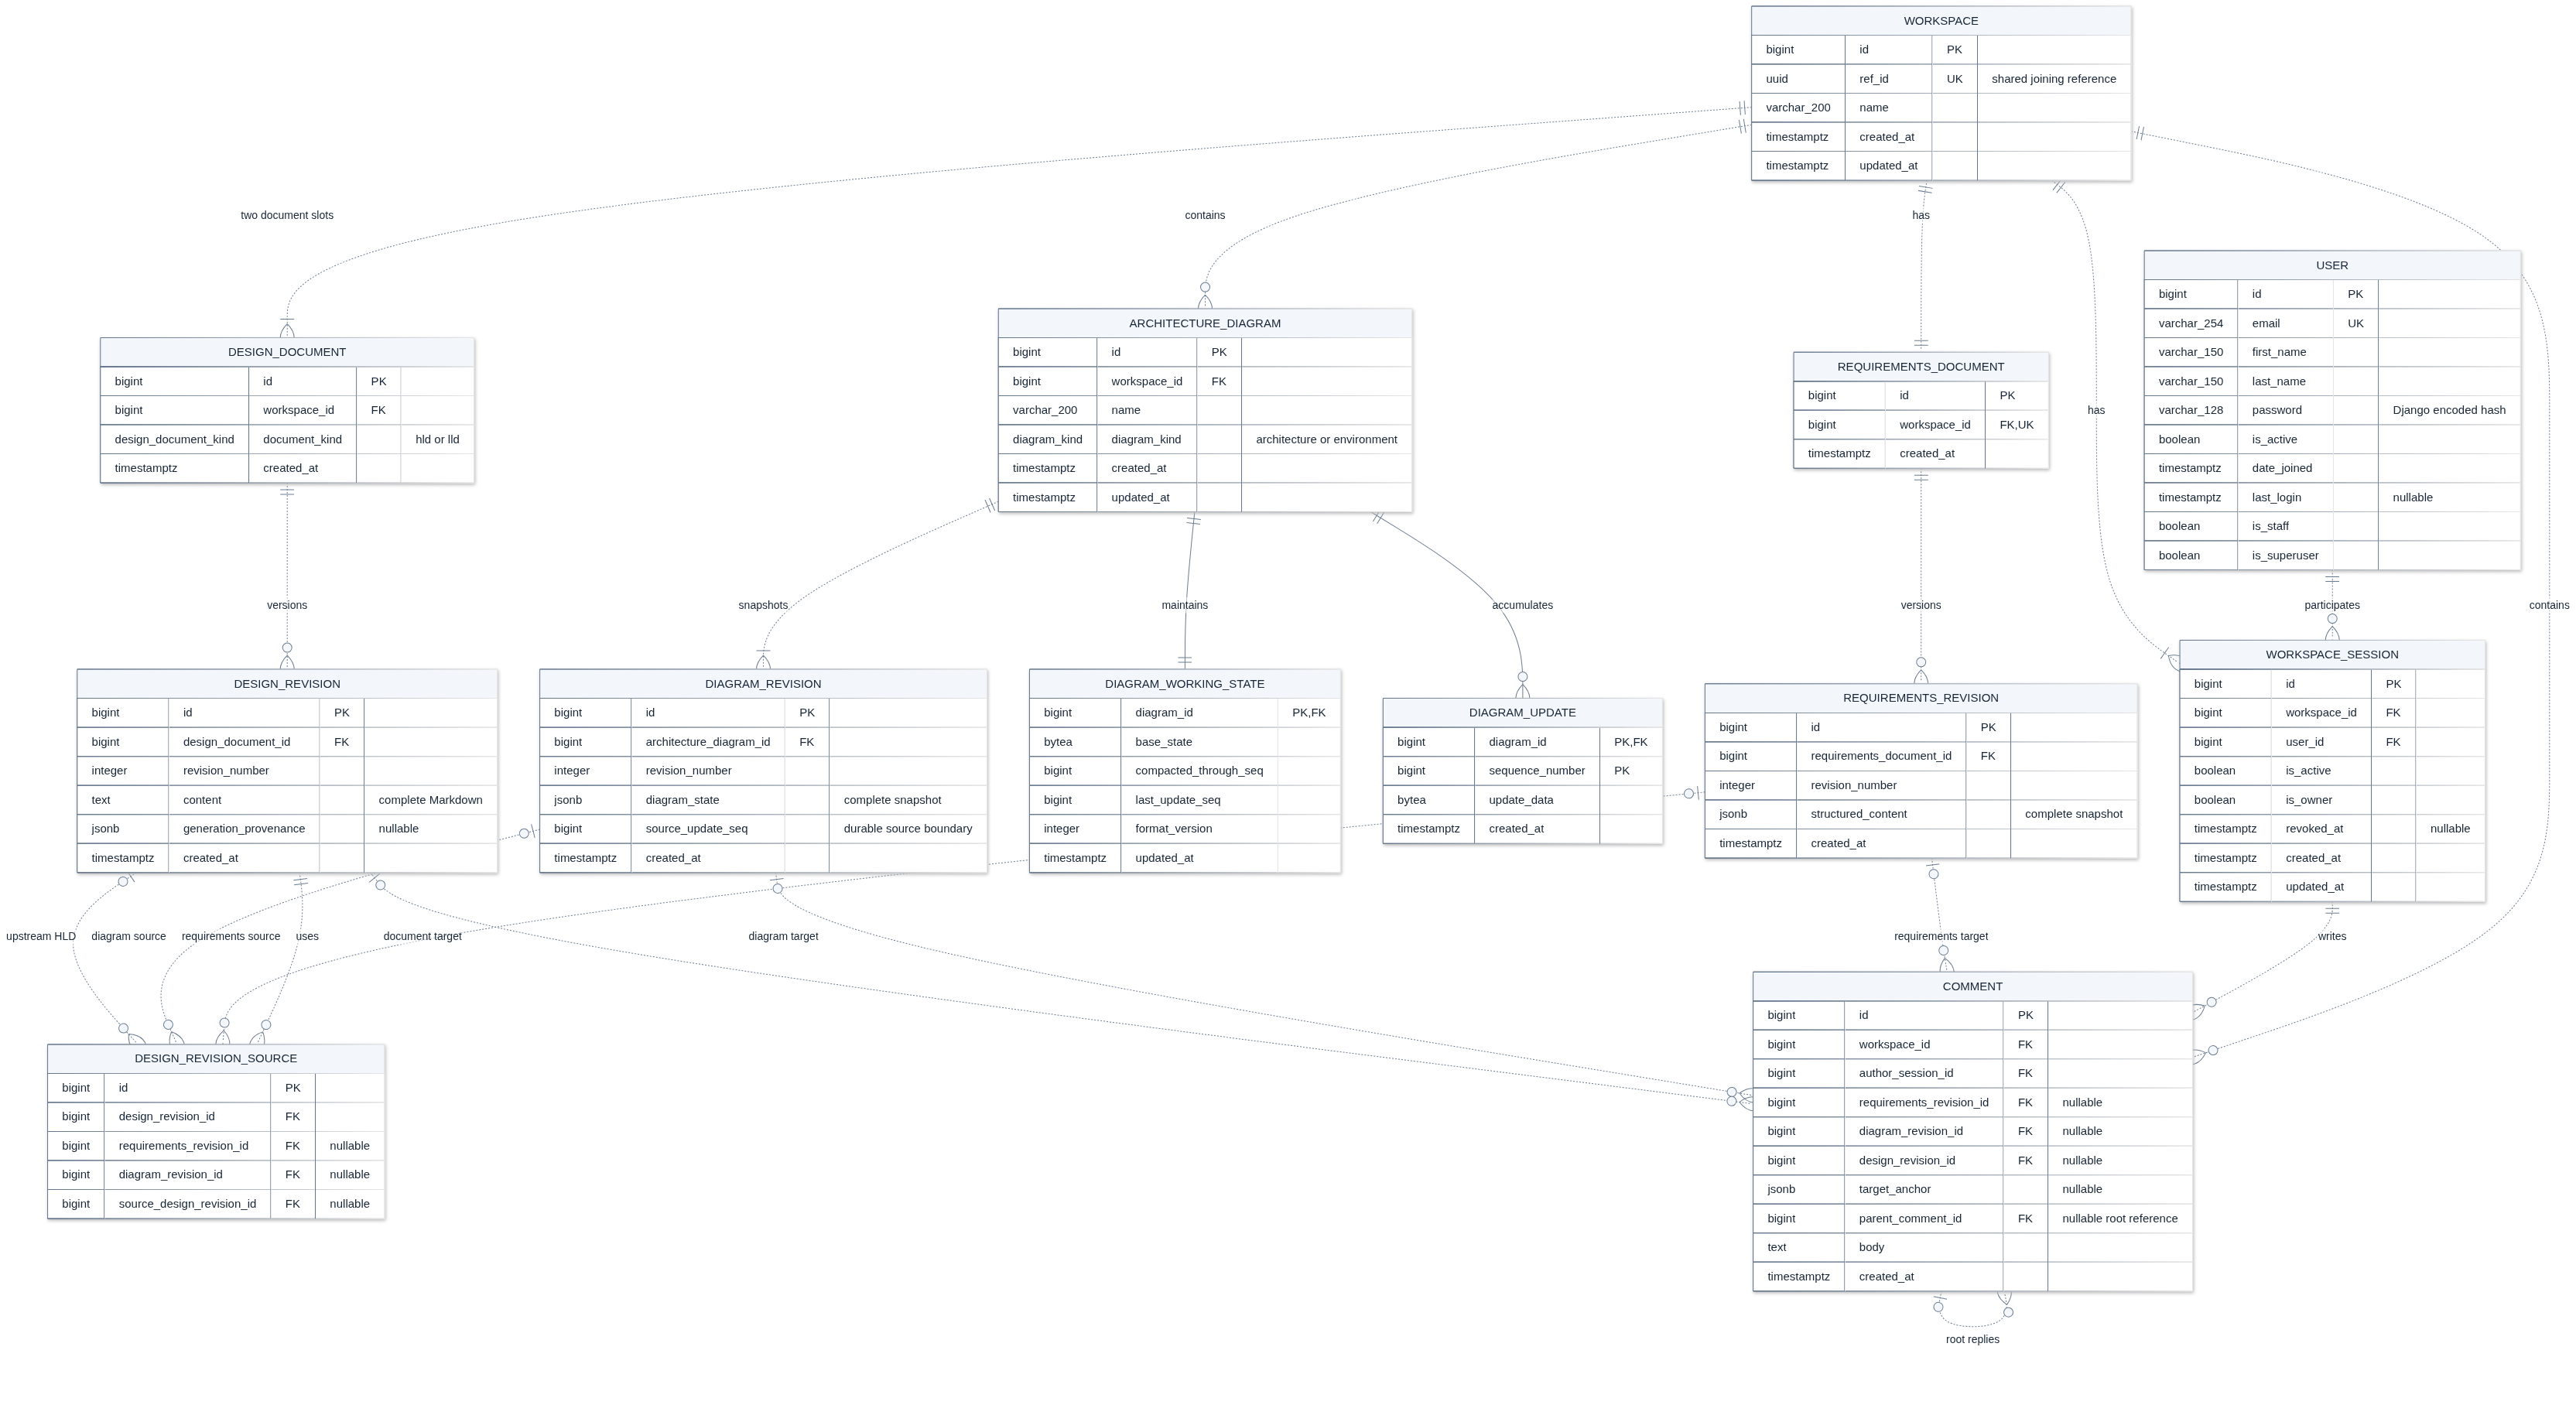 WORKSPACE
bigint id PK
uuid ref_id UK shared joining reference
varchar_200 name
timestamptz created_at
timestamptz updated_at
two document slots
contains
has
has
contains
USER
bigint id PK
varchar_254 email UK
varchar_150 first_name
varchar_150 last_name
varchar_128 password Django encoded hash
boolean is_active
timestamptz date_joined
timestamptz last_login nullable
boolean is_staff
boolean is_superuser
ARCHITECTURE_DIAGRAM
bigint id PK
bigint workspace_id FK
varchar_200 name
diagram_kind diagram_kind architecture or environment
timestamptz created_at
timestamptz updated_at
DESIGN_DOCUMENT
bigint id PK
bigint workspace_id FK
design_document_kind document_kind hld or lld
timestamptz created_at
REQUIREMENTS_DOCUMENT
bigint id PK
bigint workspace_id FK,UK
timestamptz created_at
versions
snapshots
maintains
accumulates
versions
participates
DESIGN_REVISION
bigint id PK
bigint design_document_id FK
integer revision_number
text content complete Markdown
jsonb generation_provenance nullable
timestamptz created_at
DIAGRAM_REVISION
bigint id PK
bigint architecture_diagram_id FK
integer revision_number
jsonb diagram_state complete snapshot
bigint source_update_seq durable source boundary
timestamptz created_at
DIAGRAM_WORKING_STATE
bigint diagram_id PK,FK
bytea base_state
bigint compacted_through_seq
bigint last_update_seq
integer format_version
timestamptz updated_at
DIAGRAM_UPDATE
bigint diagram_id PK,FK
bigint sequence_number PK
bytea update_data
timestamptz created_at
REQUIREMENTS_REVISION
bigint id PK
bigint requirements_document_id FK
integer revision_number
jsonb structured_content complete snapshot
timestamptz created_at
WORKSPACE_SESSION
bigint id PK
bigint workspace_id FK
bigint user_id FK
boolean is_active
boolean is_owner
timestamptz revoked_at nullable
timestamptz created_at
timestamptz updated_at
upstream HLD
diagram source
requirements source
uses
document target
diagram target
requirements target
writes
DESIGN_REVISION_SOURCE
bigint id PK
bigint design_revision_id FK
bigint requirements_revision_id FK nullable
bigint diagram_revision_id FK nullable
bigint source_design_revision_id FK nullable
COMMENT
bigint id PK
bigint workspace_id FK
bigint author_session_id FK
bigint requirements_revision_id FK nullable
bigint diagram_revision_id FK nullable
bigint design_revision_id FK nullable
jsonb target_anchor nullable
bigint parent_comment_id FK nullable root reference
text body
timestamptz created_at
root replies